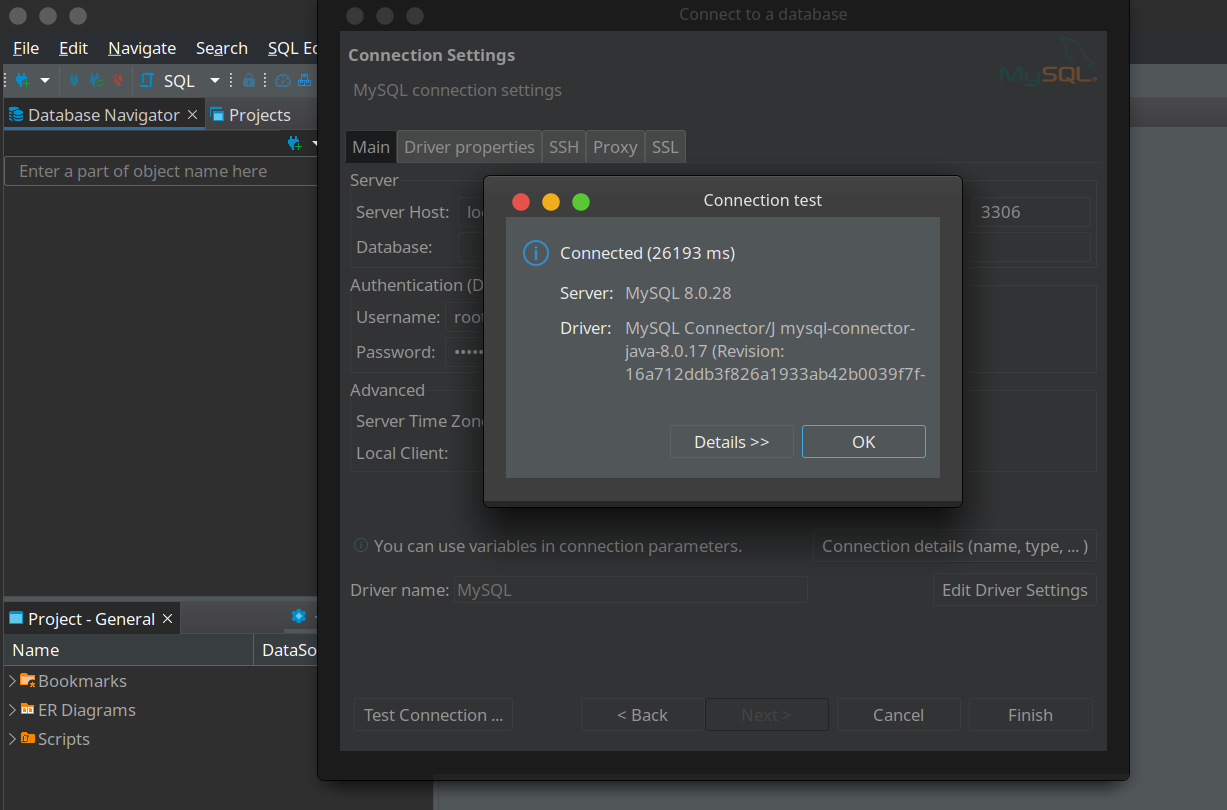 Connect to a database
File Edit Navigate Search SQL Ed
SQL
Database Navigator
Projects
Enter a part of object name here
Connection Settings
MySQL connection settings
MySQL
Main Driver properties SSH Proxy SSL
Server
Server Host:
3306
Database:
Authentication (D
Username: root
Password: •••••
Advanced
Server Time Zone
Local Client:
Connection test
Connected (26193 ms)
Server: MySQL 8.0.28
Driver: MySQL Connector/J mysql-connector-
java-8.0.17 (Revision:
16a712ddb3f826a1933ab42b0039f7f-
Details >> OK
You can use variables in connection parameters.
Connection details (name, type, ... )
Driver name: MySQL
Edit Driver Settings
Test Connection ... < Back Next > Cancel Finish
Project - General
Name DataSo
Bookmarks
ER Diagrams
Scripts